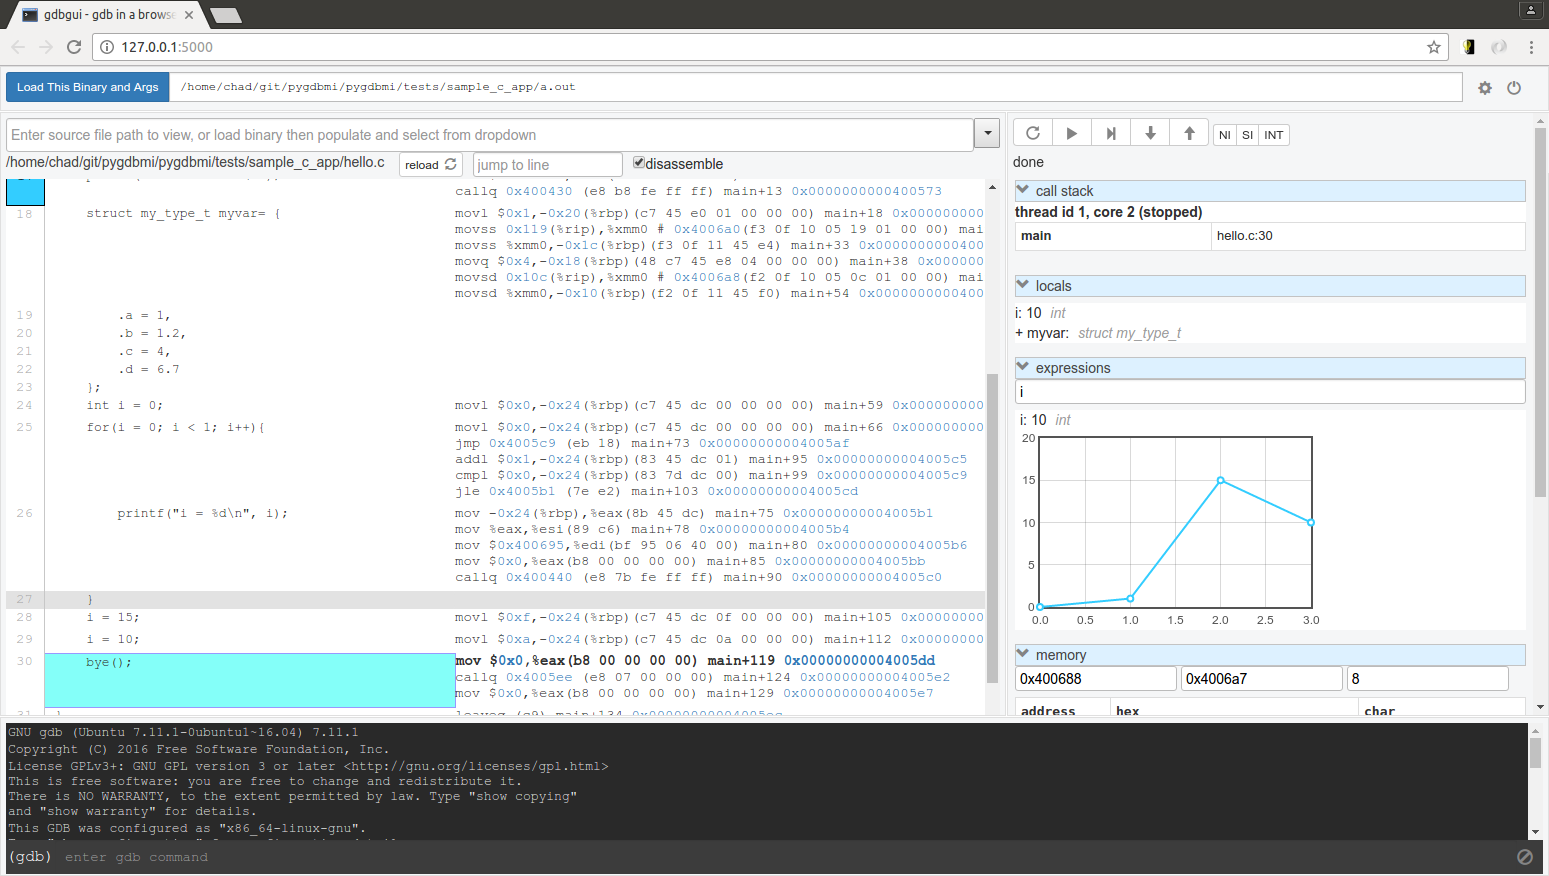 gdbgui - gdb in a browse
127.0.0.1:5000
Load This Binary and Args
/home/chad/git/pygdbmi/pygdbmi/tests/sample_c_app/a.out
Enter source file path to view, or load binary then populate and select from dropdown
/home/chad/git/pygdbmi/pygdbmi/tests/sample_c_app/hello.c reload jump to line disassemble
callq 0x400430 (e8 b8 fe ff ff) main+13 0x0000000000400573
18 struct my_type_t myvar= { movl $0x1,-0x20(%rbp)(c7 45 e0 01 00 00 00) main+18 0x000000000
movss 0x119(%rip),%xmm0 # 0x4006a0(f3 0f 10 05 19 01 00 00) mai
movss %xmm0,-0x1c(%rbp)(f3 0f 11 45 e4) main+33 0x0000000000400
movq $0x4,-0x18(%rbp)(48 c7 45 e8 04 00 00 00) main+38 0x000000
movsd 0x10c(%rip),%xmm0 # 0x4006a8(f2 0f 10 05 0c 01 00 00) mai
movsd %xmm0,-0x10(%rbp)(f2 0f 11 45 f0) main+54 0x0000000000400
19 .a = 1,
20 .b = 1.2,
21 .c = 4,
22 .d = 6.7
23 };
24 int i = 0; movl $0x0,-0x24(%rbp)(c7 45 dc 00 00 00 00) main+59 0x000000000
25 for(i = 0; i < 1; i++){ movl $0x0,-0x24(%rbp)(c7 45 dc 00 00 00 00) main+66 0x000000000
jmp 0x4005c9 (eb 18) main+73 0x00000000004005af
addl $0x1,-0x24(%rbp)(83 45 dc 01) main+95 0x00000000004005c5
cmpl $0x0,-0x24(%rbp)(83 7d dc 00) main+99 0x00000000004005c9
jle 0x4005b1 (7e e2) main+103 0x00000000004005cd
26 printf("i = %d\n", i); mov -0x24(%rbp),%eax(8b 45 dc) main+75 0x00000000004005b1
mov %eax,%esi(89 c6) main+78 0x00000000004005b4
mov $0x400695,%edi(bf 95 06 40 00) main+80 0x00000000004005b6
mov $0x0,%eax(b8 00 00 00 00) main+85 0x00000000004005bb
callq 0x400440 (e8 7b fe ff ff) main+90 0x00000000004005c0
27 }
28 i = 15; movl $0xf,-0x24(%rbp)(c7 45 dc 0f 00 00 00) main+105 0x00000000
29 i = 10; movl $0xa,-0x24(%rbp)(c7 45 dc 0a 00 00 00) main+112 0x00000000
30 bye(); mov $0x0,%eax(b8 00 00 00 00) main+119 0x00000000004005dd
callq 0x4005ee (e8 07 00 00 00) main+124 0x00000000004005e2
mov $0x0,%eax(b8 00 00 00 00) main+129 0x00000000004005e7
NI SI INT
done
call stack
thread id 1, core 2 (stopped)
main hello.c:30
locals
i: 10 int
+ myvar: struct my_type_t
expressions
i
i: 10 int
20
15
10
5
0
0.0 0.5 1.0 1.5 2.0 2.5 3.0
memory
0x400688 0x4006a7 8
address hex char
GNU gdb (Ubuntu 7.11.1-0ubuntu1~16.04) 7.11.1
Copyright (C) 2016 Free Software Foundation, Inc.
License GPLv3+: GNU GPL version 3 or later <http://gnu.org/licenses/gpl.html>
This is free software: you are free to change and redistribute it.
There is NO WARRANTY, to the extent permitted by law. Type "show copying"
and "show warranty" for details.
This GDB was configured as "x86_64-linux-gnu".
(gdb) enter gdb command